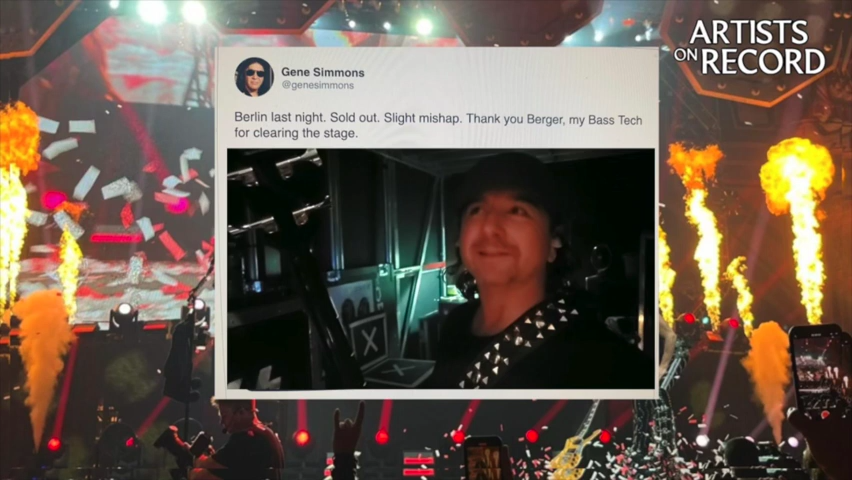 ARTISTS
ON RECORD
Gene Simmons
@genesimmons
Berlin last night. Sold out. Slight mishap. Thank you Berger, my Bass Tech
for clearing the stage.
X
X